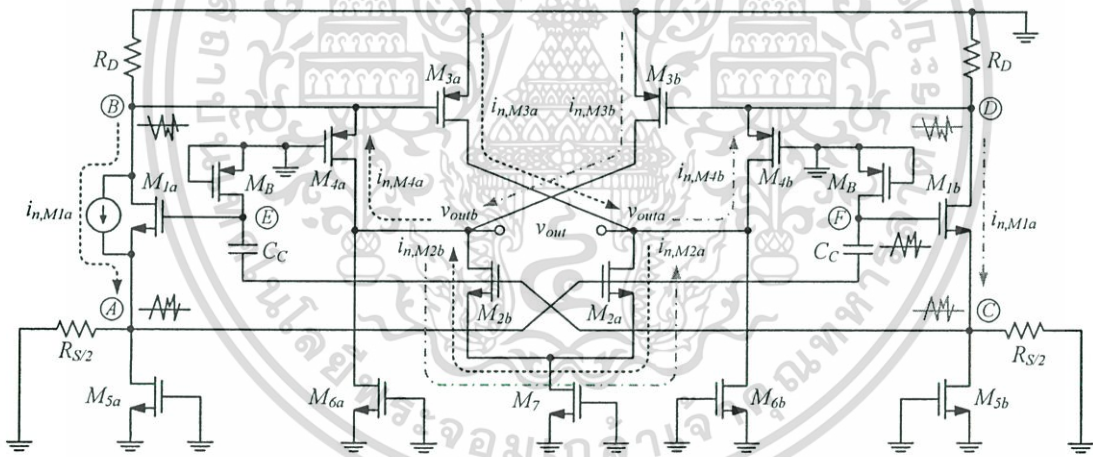 R_D
M_3a
M_3b
R_D
B
i_n,M3a
i_n,M3b
D
M_1a
M_B
M_4a
i_n,M4a
i_n,M4b
M_4b
M_B
M_1b
i_n,M1a
E
v_outb
v_out
v_outa
F
i_n,M1a
C_C
i_n,M2b
i_n,M2a
C_C
A
M_2b
M_2a
C
R_S/2
R_S/2
M_5a
M_6a
M_7
M_6b
M_5b